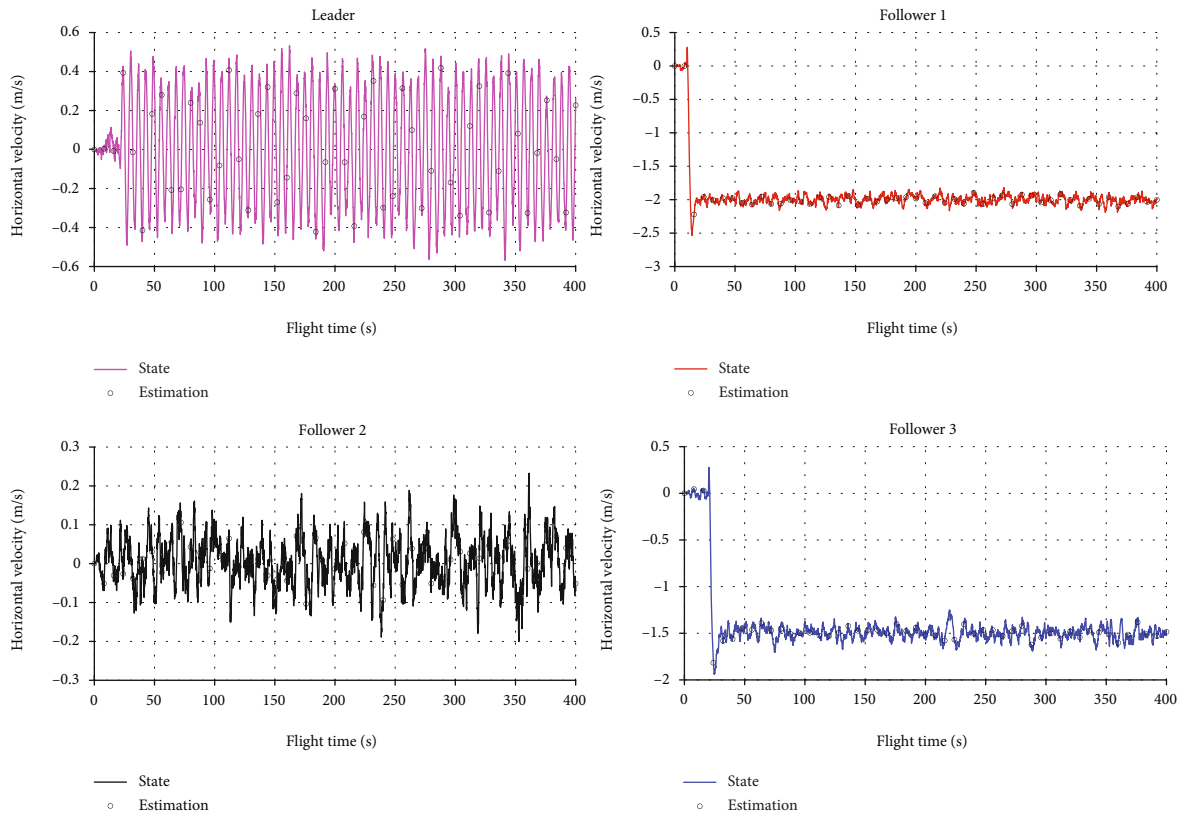 Leader
Horizontal velocity (m/s)
0.6
0.4
0.2
0
–0.2
–0.4
–0.6
0 50 100 150 200 250 300 350 400
Flight time (s)
State
Estimation
Follower 1
Horizontal velocity (m/s)
0.5
0
–0.5
–1
–1.5
–2
–2.5
–3
0 50 100 150 200 250 300 350 400
Flight time (s)
State
Estimation
Follower 2
Horizontal velocity (m/s)
0.3
0.2
0.1
0
–0.1
–0.2
–0.3
0 50 100 150 200 250 300 350 400
Flight time (s)
State
Estimation
Follower 3
Horizontal velocity (m/s)
0.5
0
–0.5
–1
–1.5
–2
0 50 100 150 200 250 300 350 400
Flight time (s)
State
Estimation